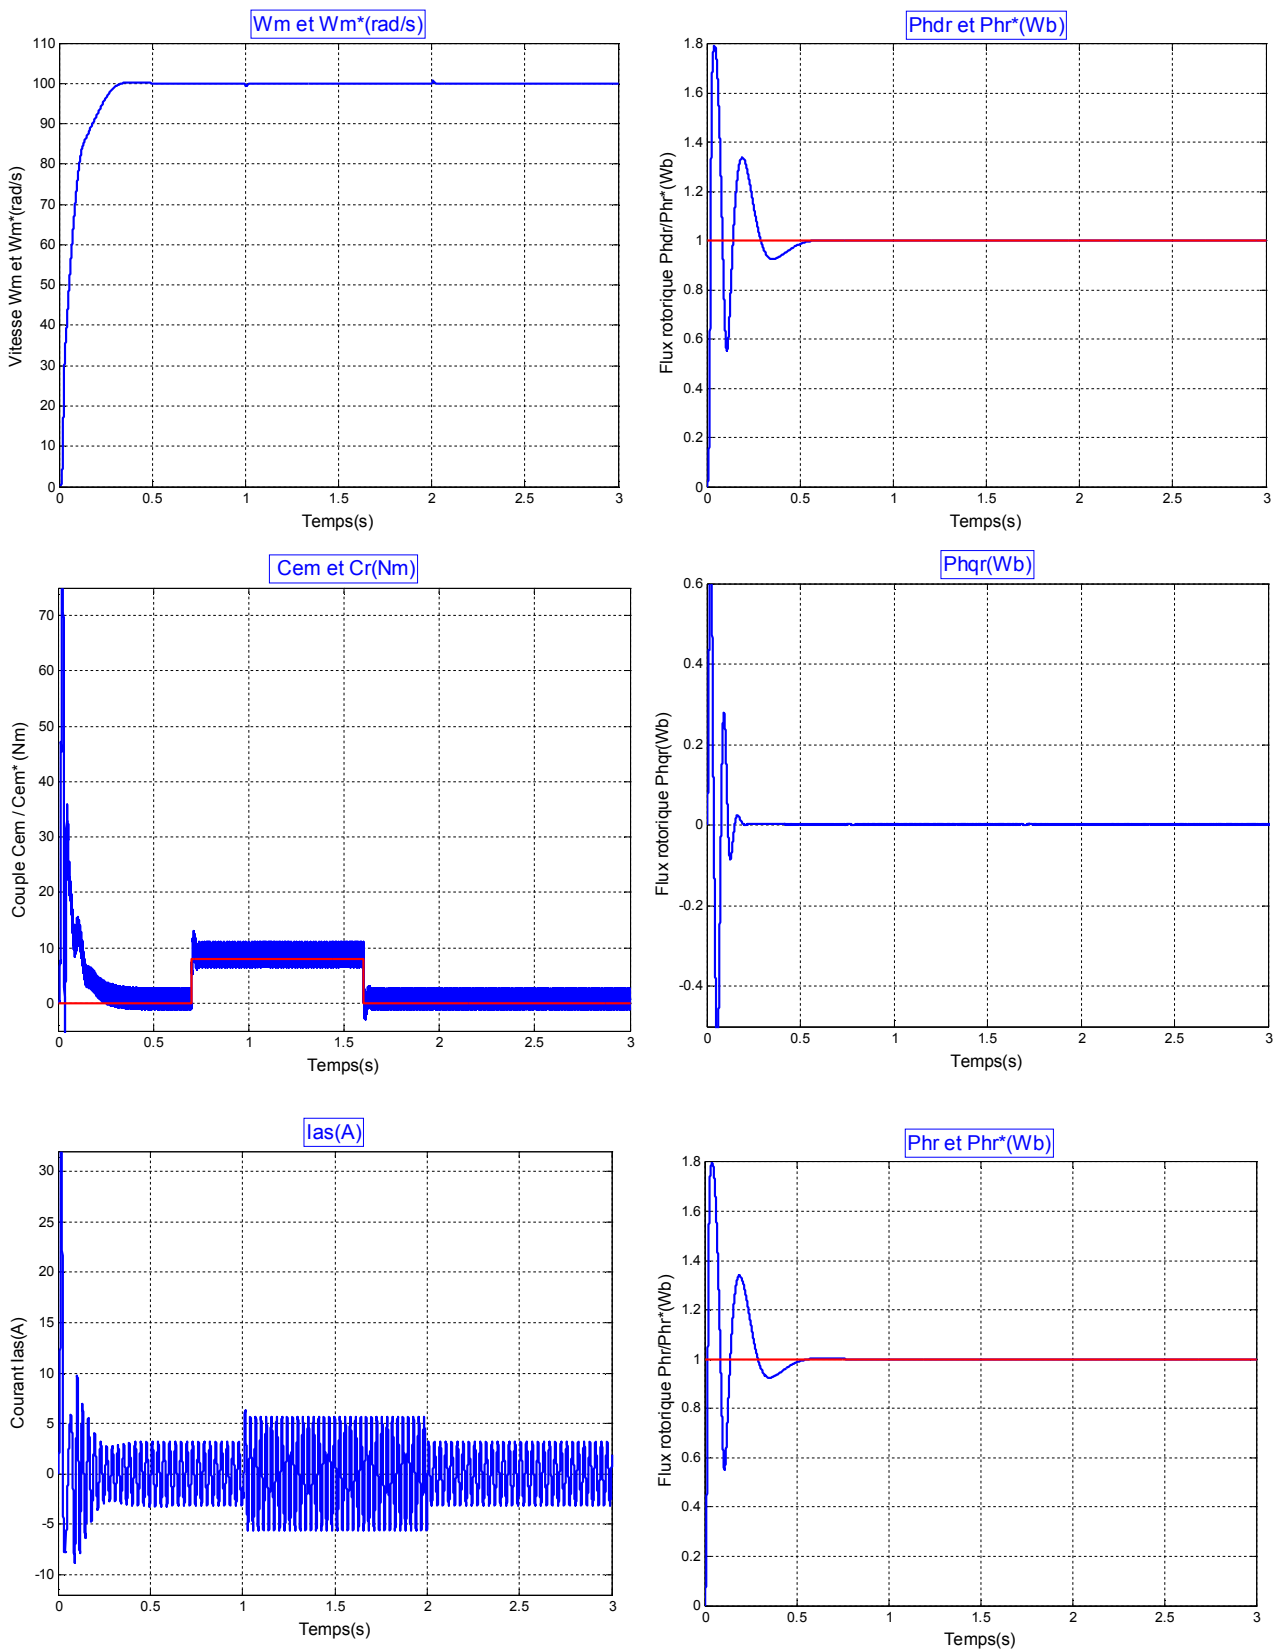 Wm et Wm*(rad/s)
Vitesse Wm et Wm*(rad/s)
110
100
90
80
70
60
50
40
30
20
10
0
0 0.5 1 1.5 2 2.5 3
Temps(s)
Phdr et Phr*(Wb)
Flux rotorique Phdr/Phr*(Wb)
1.8
1.6
1.4
1.2
1
0.8
0.6
0.4
0.2
0
0 0.5 1 1.5 2 2.5 3
Temps(s)
Cem et Cr(Nm)
Couple Cem / Cem* (Nm)
70
60
50
40
30
20
10
0
0 0.5 1 1.5 2 2.5 3
Temps(s)
Phqr(Wb)
Flux rotorique Phqr(Wb)
0.6
0.4
0.2
0
-0.2
-0.4
0 0.5 1 1.5 2 2.5 3
Temps(s)
Ias(A)
Courant Ias(A)
30
25
20
15
10
5
0
-5
-10
0 0.5 1 1.5 2 2.5 3
Temps(s)
Phr et Phr*(Wb)
Flux rotorique Phr/Phr*(Wb)
1.8
1.6
1.4
1.2
1
0.8
0.6
0.4
0.2
0
0 0.5 1 1.5 2 2.5 3
Temps(s)